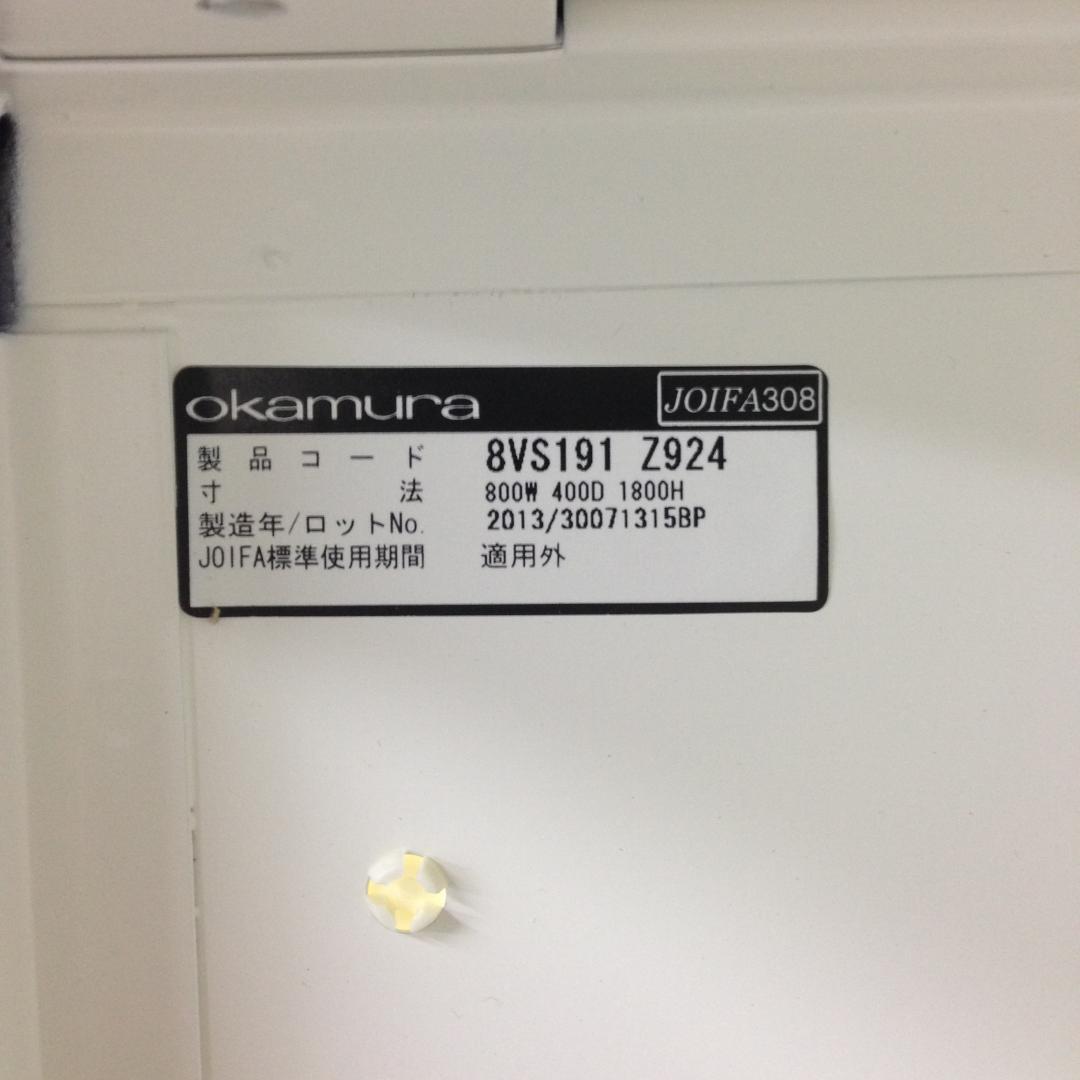 okamura JOIFA308
製品コード 8VS191 Z924
寸法 800W 400D 1800H
製造年/ロットNo. 2013/30071315BP
JOIFA標準使用期間 適用外